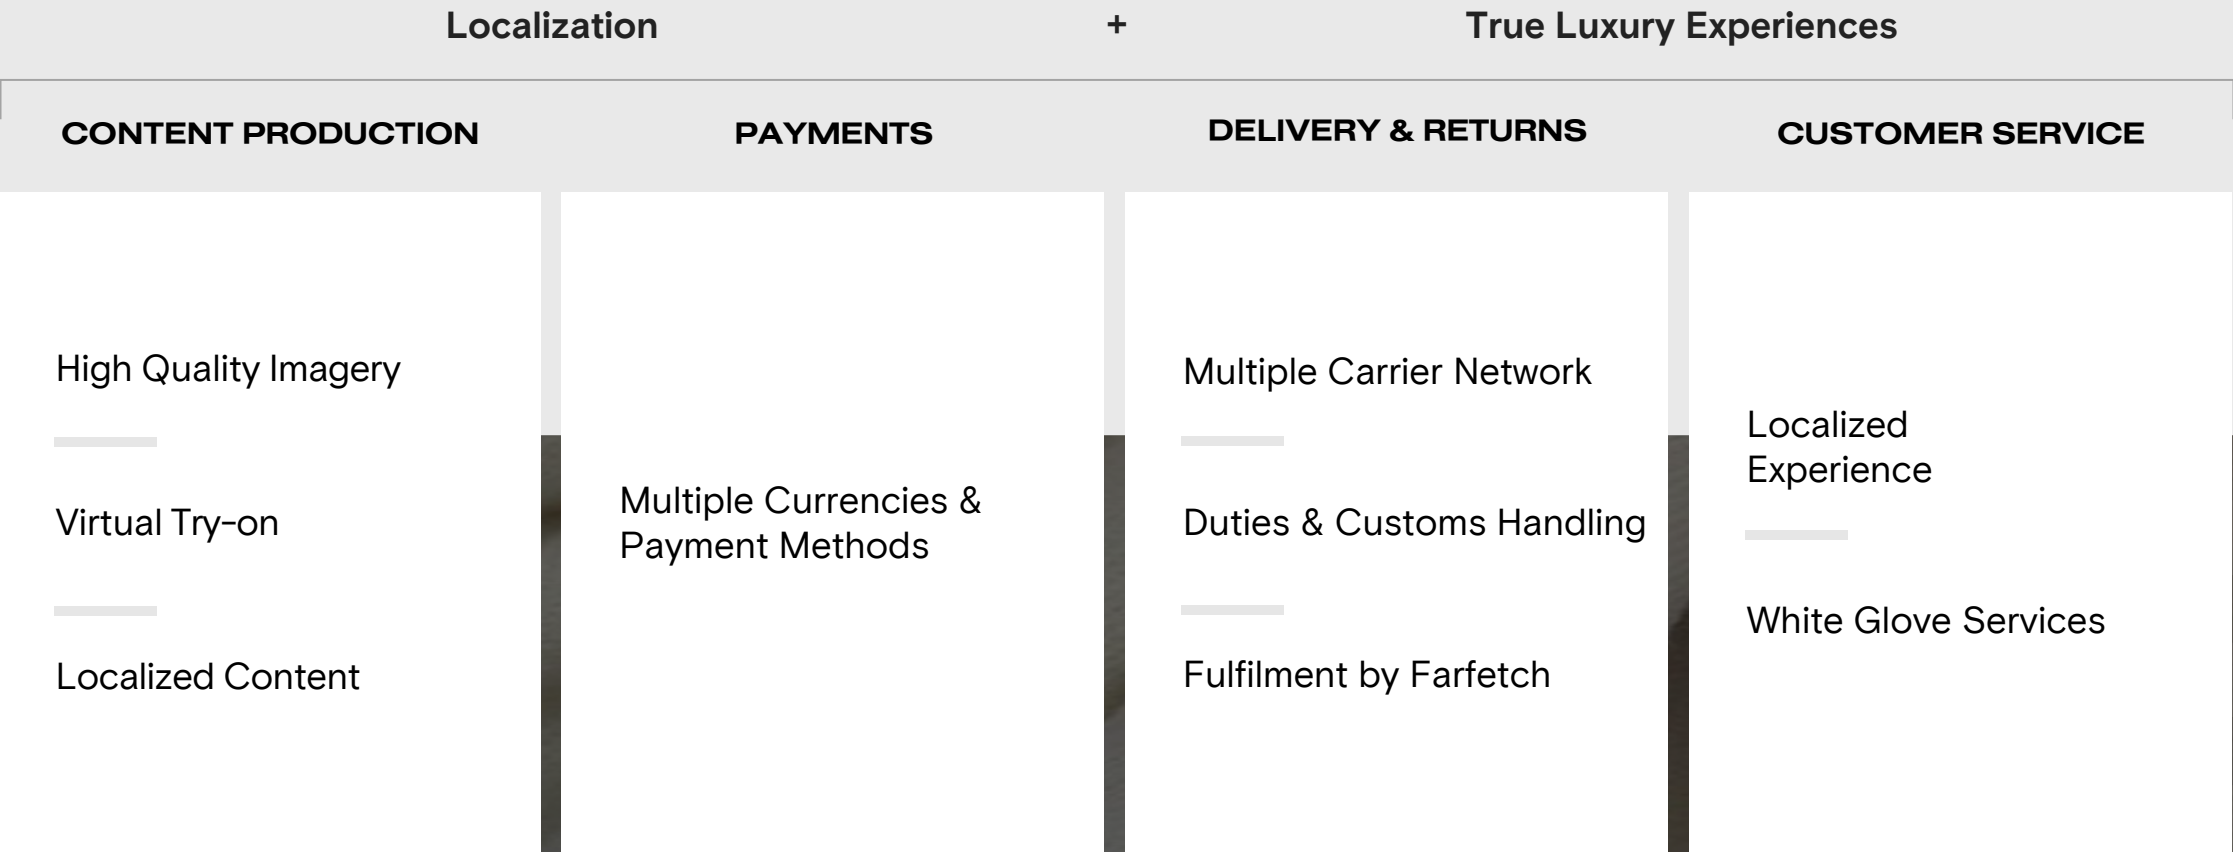 Localization + True Luxury Experiences
CONTENT PRODUCTION
High Quality Imagery
Virtual Try-on
Localized Content
PAYMENTS
Multiple Currencies &
Payment Methods
DELIVERY & RETURNS
Multiple Carrier Network
Duties & Customs Handling
Fulfilment by Farfetch
CUSTOMER SERVICE
Localized
Experience
White Glove Services